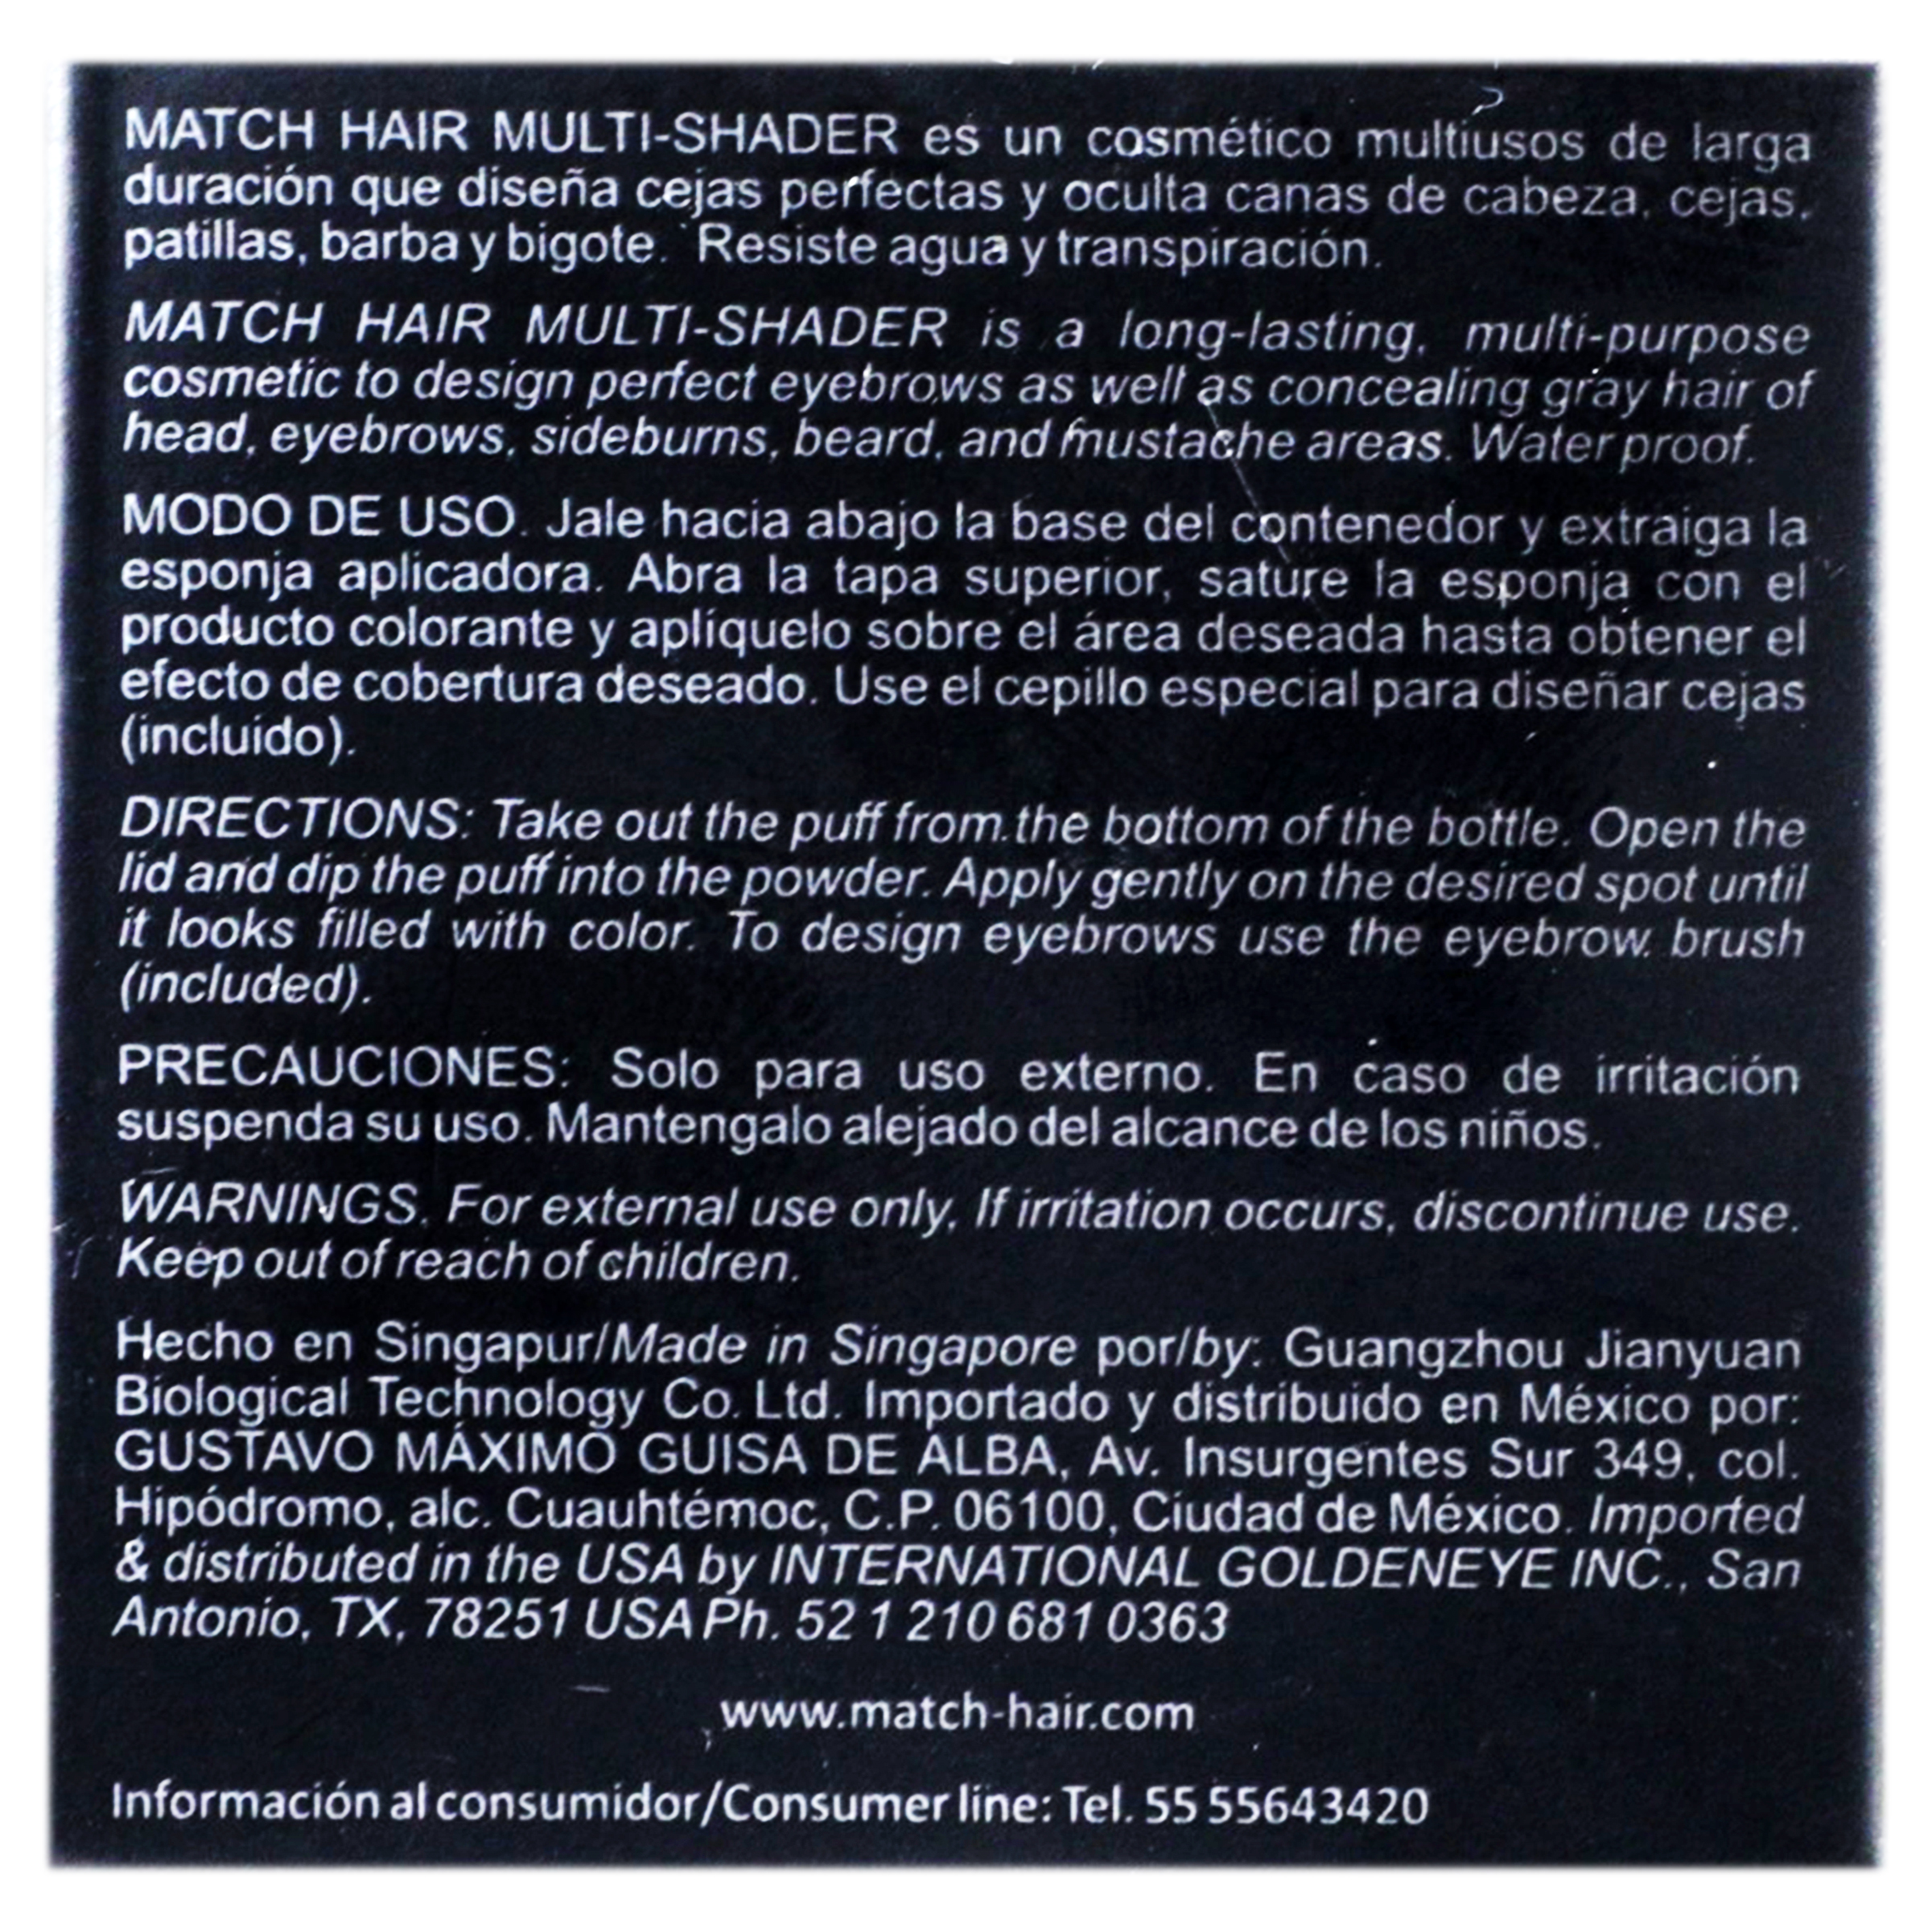 MATCH HAIR MULTI-SHADER es un cosmético multiusos de larga
duración que diseña cejas perfectas y oculta canas de cabeza, cejas,
patillas, barba y bigote. Resiste agua y transpiración.
MATCH HAIR MULTI-SHADER is a long-lasting, multi-purpose
cosmetic to design perfect eyebrows as well as concealing gray hair of
head, eyebrows, sideburns, beard, and mustache areas. Water proof.
MODO DE USO. Jale hacia abajo la base del contenedor y extraiga la
esponja aplicadora. Abra la tapa superior, sature la esponja con el
producto colorante y aplíquelo sobre el área deseada hasta obtener el
efecto de cobertura deseado. Use el cepillo especial para diseñar cejas
(incluido).
DIRECTIONS: Take out the puff from the bottom of the bottle. Open the
lid and dip the puff into the powder. Apply gently on the desired spot until
it looks filled with color. To design eyebrows use the eyebrow brush
(included).
PRECAUCIONES: Solo para uso externo. En caso de irritación
suspenda su uso. Mantengalo alejado del alcance de los niños.
WARNINGS. For external use only, If irritation occurs, discontinue use.
Keep out of reach of children.
Hecho en Singapur/Made in Singapore por/by: Guangzhou Jianyuan
Biological Technology Co. Ltd. Importado y distribuido en México por:
GUSTAVO MÁXIMO GUISA DE ALBA, Av. Insurgentes Sur 349, col.
Hipódromo, alc. Cuauhtémoc, C.P. 06100, Ciudad de México. Imported
& distributed in the USA by INTERNATIONAL GOLDENEYE INC., San
Antonio, TX, 78251 USA Ph. 52 1 210 681 0363
www.match-hair.com
Información al consumidor/Consumer line: Tel. 55 55643420